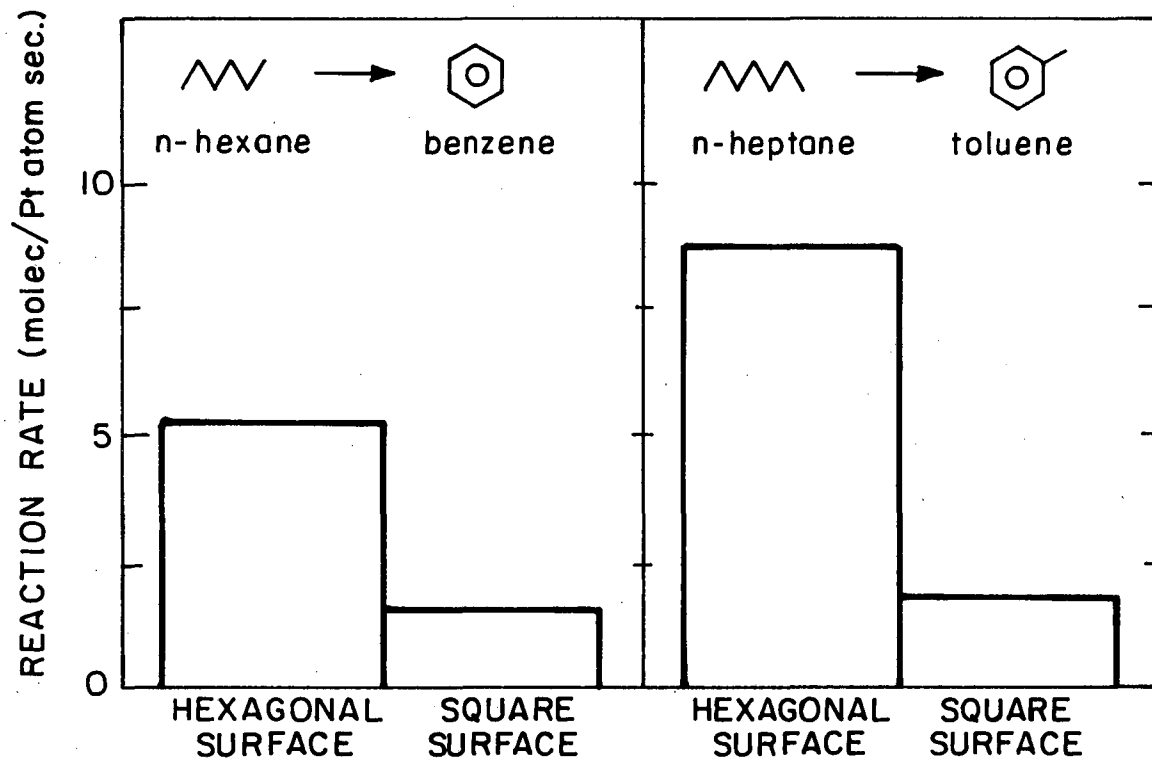 REACTION RATE (molec/Pt atom sec.)
n-hexane
benzene
n-heptane
toluene
10
5
0
HEXAGONAL
SURFACE
SQUARE
SURFACE
HEXAGONAL
SURFACE
SQUARE
SURFACE